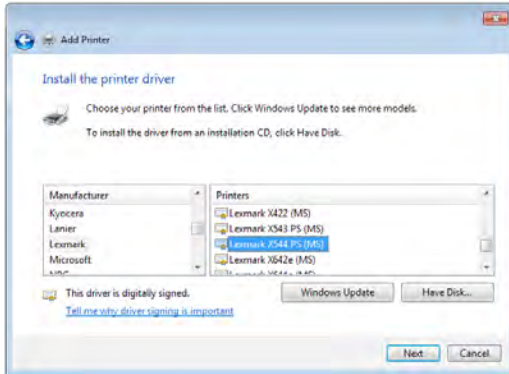 Add Printer
Install the printer driver
Choose your printer from the list. Click Windows Update to see more models.
To install the driver from an installation CD, click Have Disk.
Manufacturer
Kyocera
Lanier
Lexmark
Microsoft
Printers
Lexmark X422 (MS)
Lexmark X543 PS (MS)
Lexmark X544 PS (MS)
Lexmark X642e (MS)
This driver is digitally signed.
Tell me why driver signing is important
Windows Update
Have Disk...
Next
Cancel